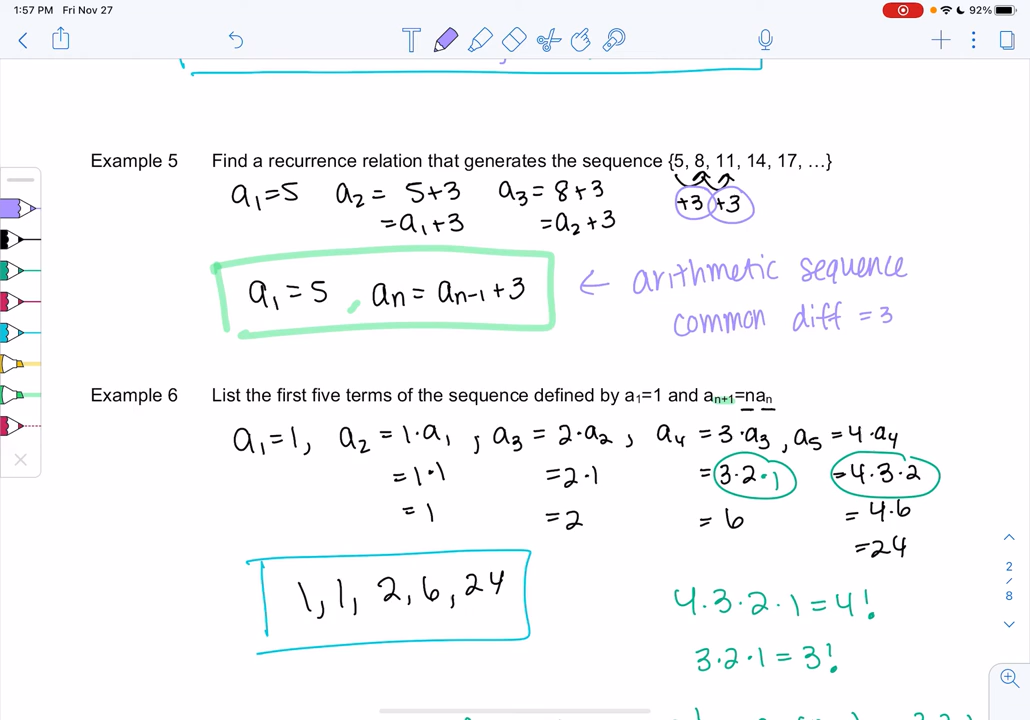 1:57 PM Fri Nov 27
92%
T
Example 5 Find a recurrence relation that generates the sequence {5, 8, 11, 14, 17, …}
a₁=5 a₂ = 5+3 a₃ = 8+3 +3 +3
=a₁+3 =a₂+3
a₁ = 5, aₙ = aₙ₋₁ +3 ← arithmetic sequence
common diff = 3
Example 6 List the first five terms of the sequence defined by a₁=1 and aₙ₊₁=naₙ
a₁=1, a₂ = 1·a₁, a₃ = 2·a₂, a₄ = 3·a₃, a₅ = 4·a₄
=1·1 =2·1 =3·2·1 =4·3·2
=1 =2 =6 =4·6
=24
1, 1, 2, 6, 24
4·3·2·1=4!
3·2·1=3!
2
/
8